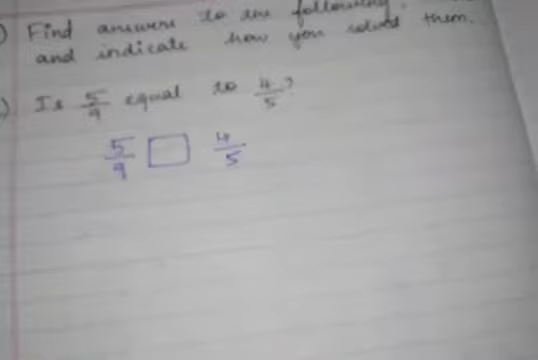 ) Find answers to the following.
and indicate how you solved them.
) Is 5/9 equal to 4/5?
5/9 □ 4/5